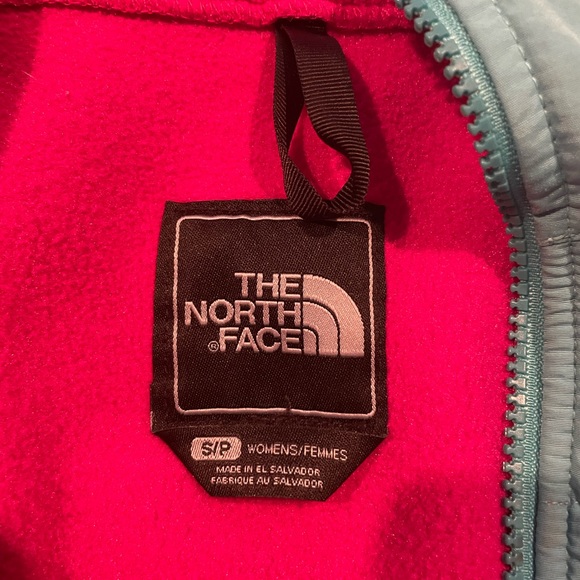 THE
NORTH
®FACE
S/P WOMENS/FEMMES
MADE IN EL SALVADOR
FABRIQUE AU SALVADOR